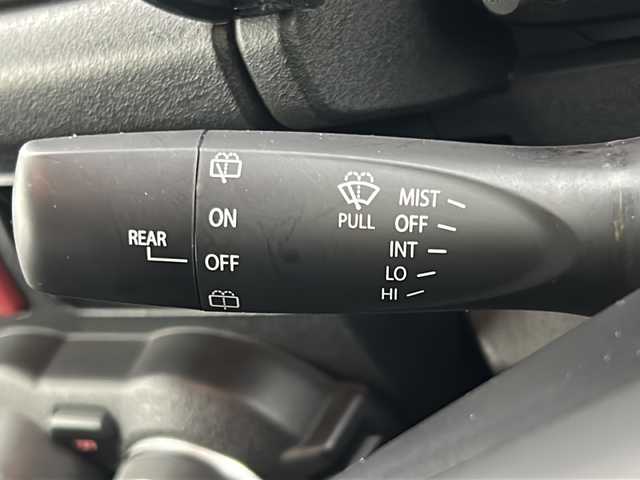 REAR
ON
OFF
PULL
MIST
OFF
INT
LO
HI